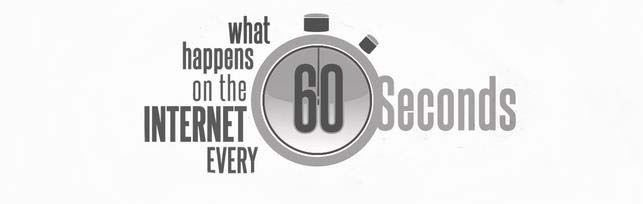 what
happens
on the
INTERNET
EVERY
60 Seconds